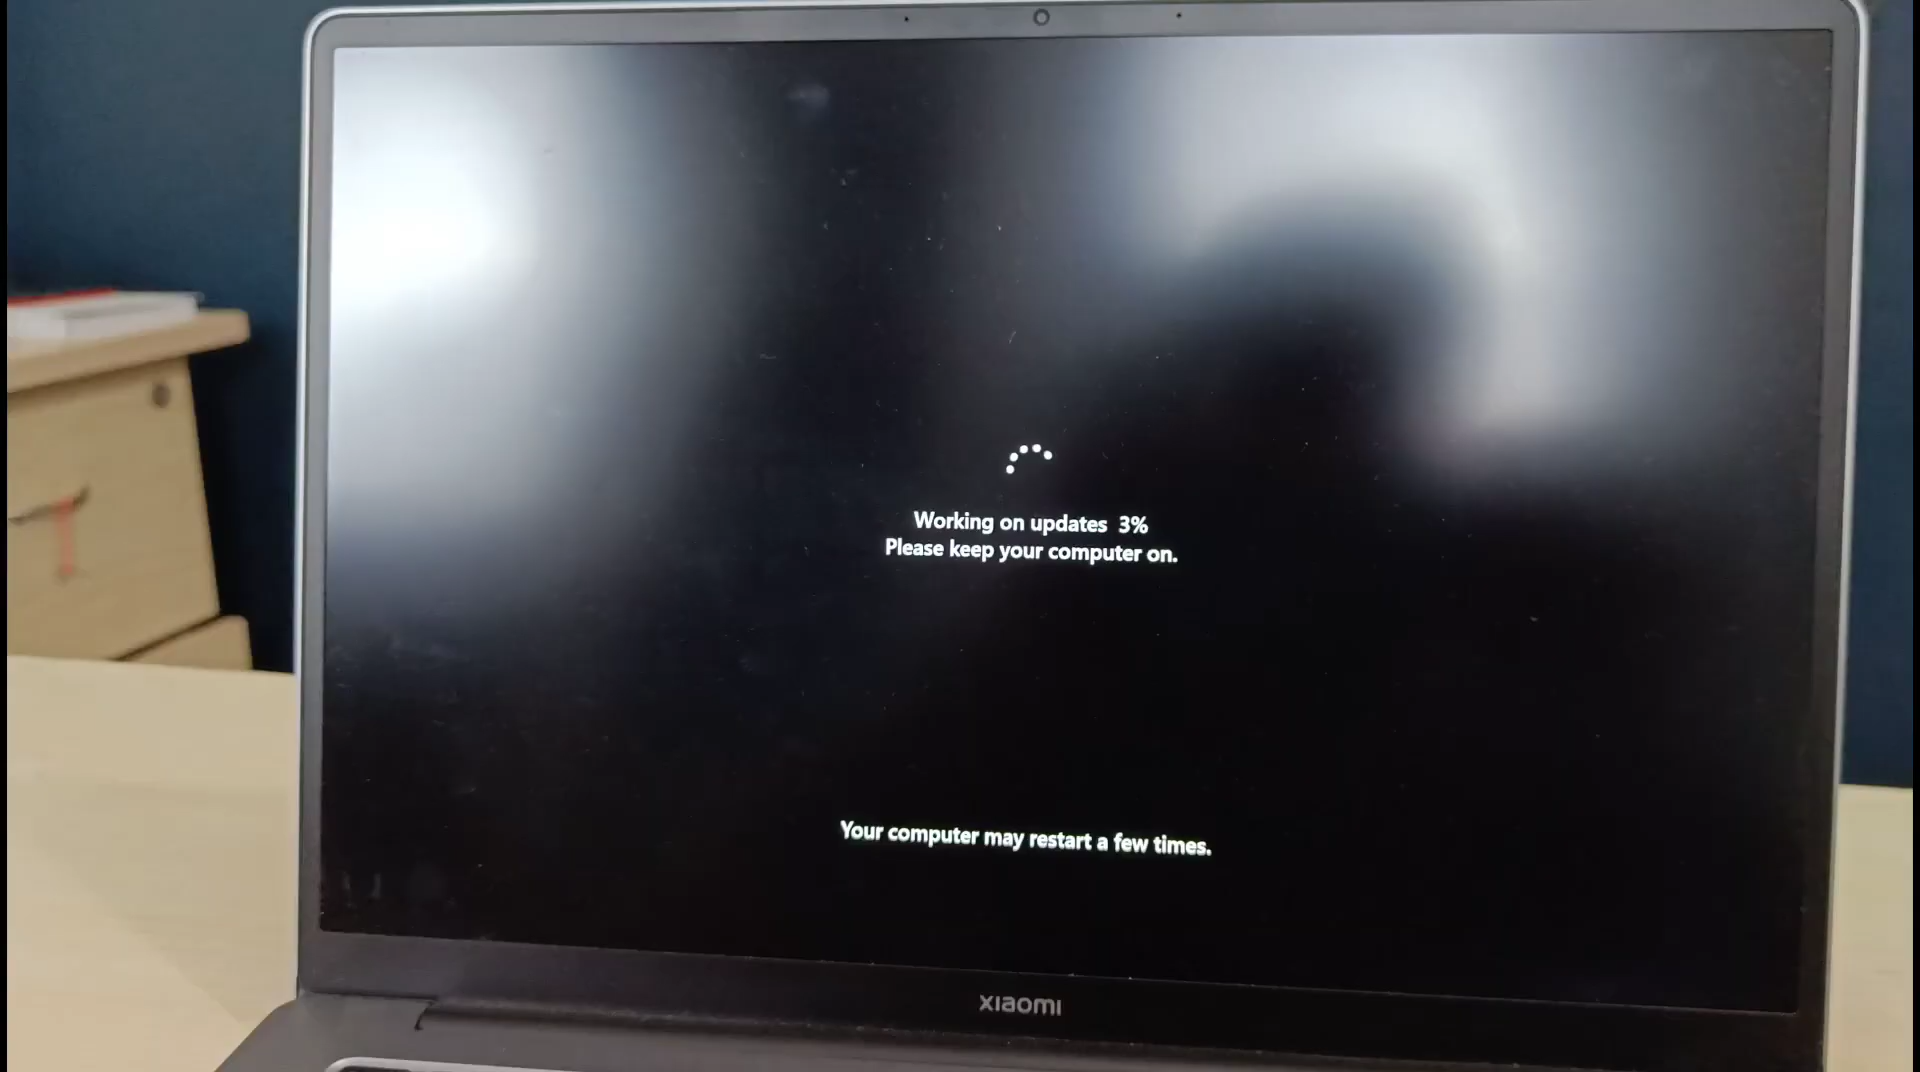 Working on updates 3%
Please keep your computer on.
Your computer may restart a few times.
xiaomi